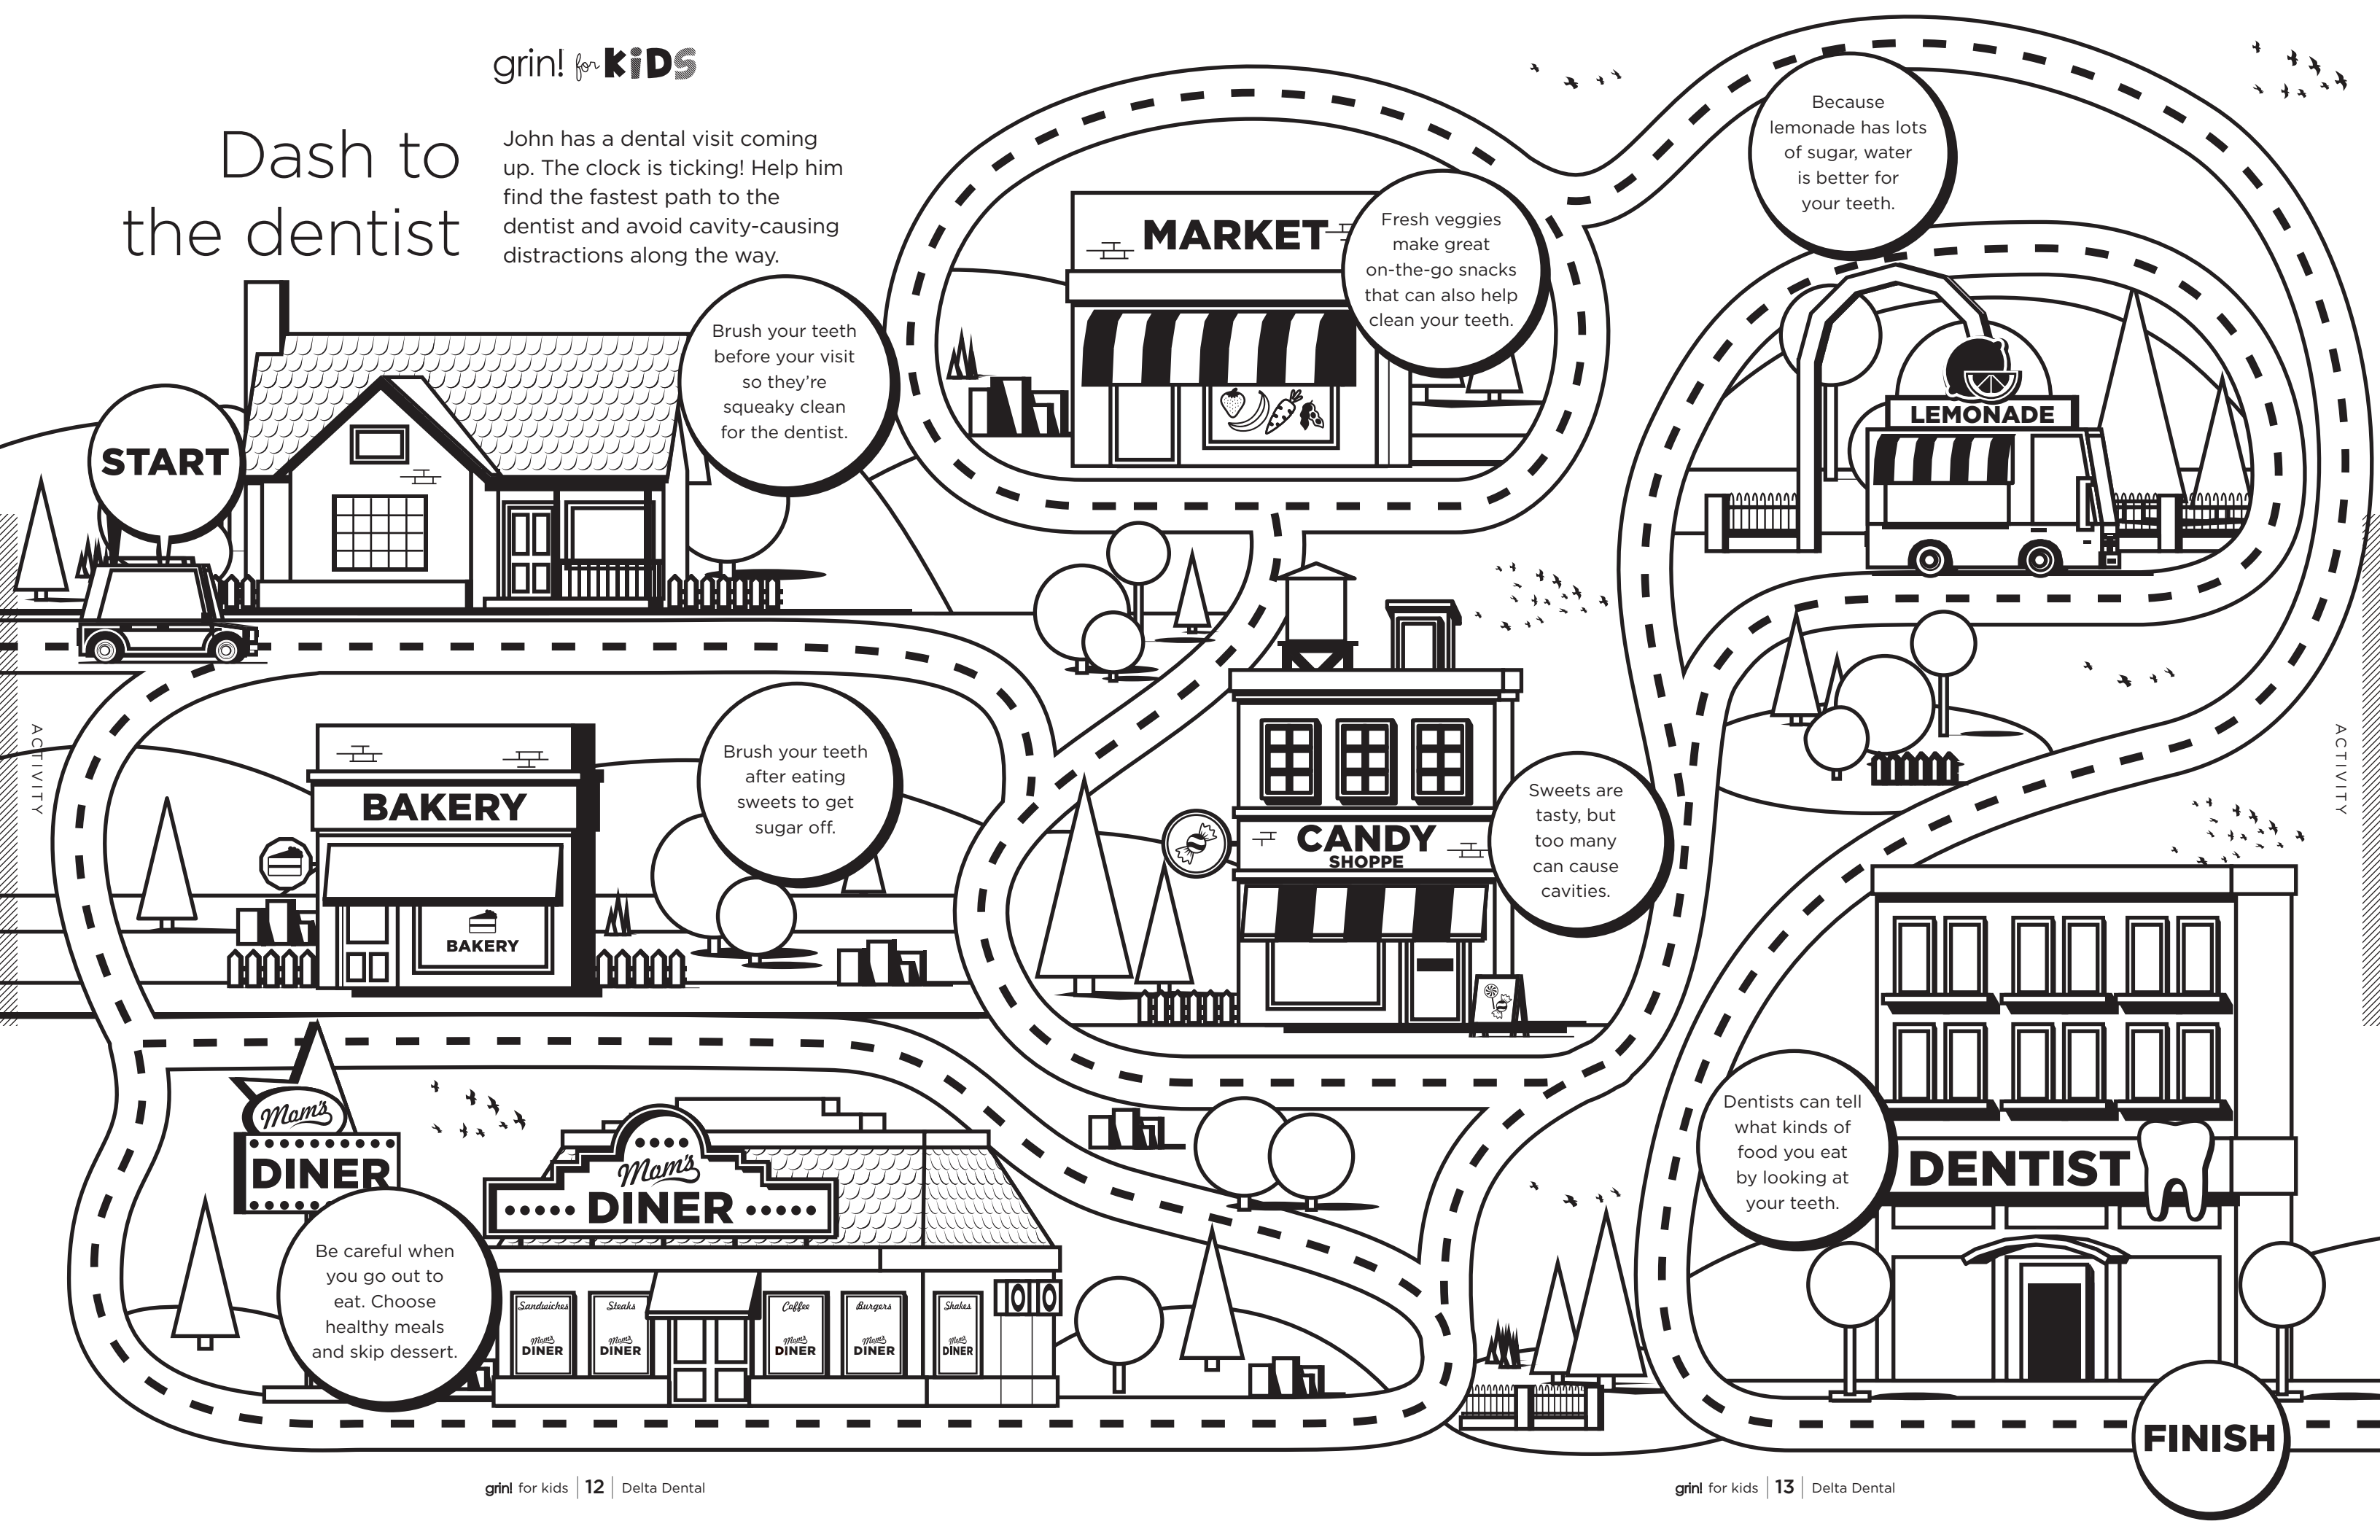 grin! for KiDS
Dash to
the dentist
John has a dental visit coming
up. The clock is ticking! Help him
find the fastest path to the
dentist and avoid cavity-causing
distractions along the way.
START
Brush your teeth
before your visit
so they're
squeaky clean
for the dentist.
MARKET
Fresh veggies
make great
on-the-go snacks
that can also help
clean your teeth.
Because
lemonade has lots
of sugar, water
is better for
your teeth.
LEMONADE
ACTIVITY
BAKERY
BAKERY
Brush your teeth
after eating
sweets to get
sugar off.
CANDY
SHOPPE
Sweets are
tasty, but
too many
can cause
cavities.
ACTIVITY
Mom's
DINER
Be careful when
you go out to
eat. Choose
healthy meals
and skip dessert.
Mom's
DINER
Sandwiches
Mom's
DINER
Steaks
Mom's
DINER
Coffee
Mom's
DINER
Burgers
Mom's
DINER
Shakes
Mom's
DINER
Dentists can tell
what kinds of
food you eat
by looking at
your teeth.
DENTIST
FINISH
grin! for kids | 12 | Delta Dental
grin! for kids | 13 | Delta Dental